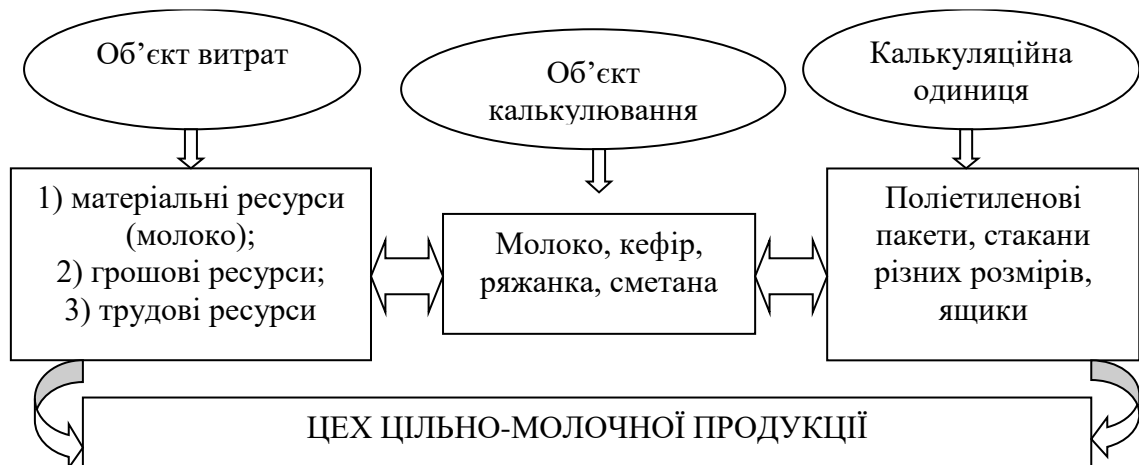 Об’єкт витрат
Об’єкт
калькулювання
Калькуляційна
одиниця
1) матеріальні ресурси
(молоко);
2) грошові ресурси;
3) трудові ресурси
Молоко, кефір,
ряжанка, сметана
Поліетиленові
пакети, стакани
різних розмірів,
ящики
ЦЕХ ЦІЛЬНО-МОЛОЧНОЇ ПРОДУКЦІЇ